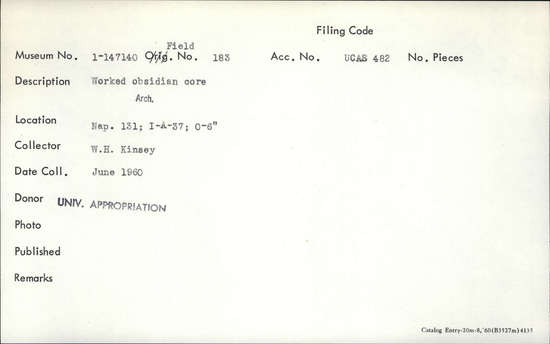 Filing Code
Field
Museum No. 1-147140 Orig. No. 183 Acc. No. UCAS 482 No. Pieces
Description Worked obsidian core
Arch.
Location Nap. 131; I-A-37; 0-6"
Collector W.H. Kinsey
Date Coll. June 1960
Donor UNIV. APPROPRIATION
Photo
Published
Remarks
Catalog Entry-20m-8,'60(B3527m)4135